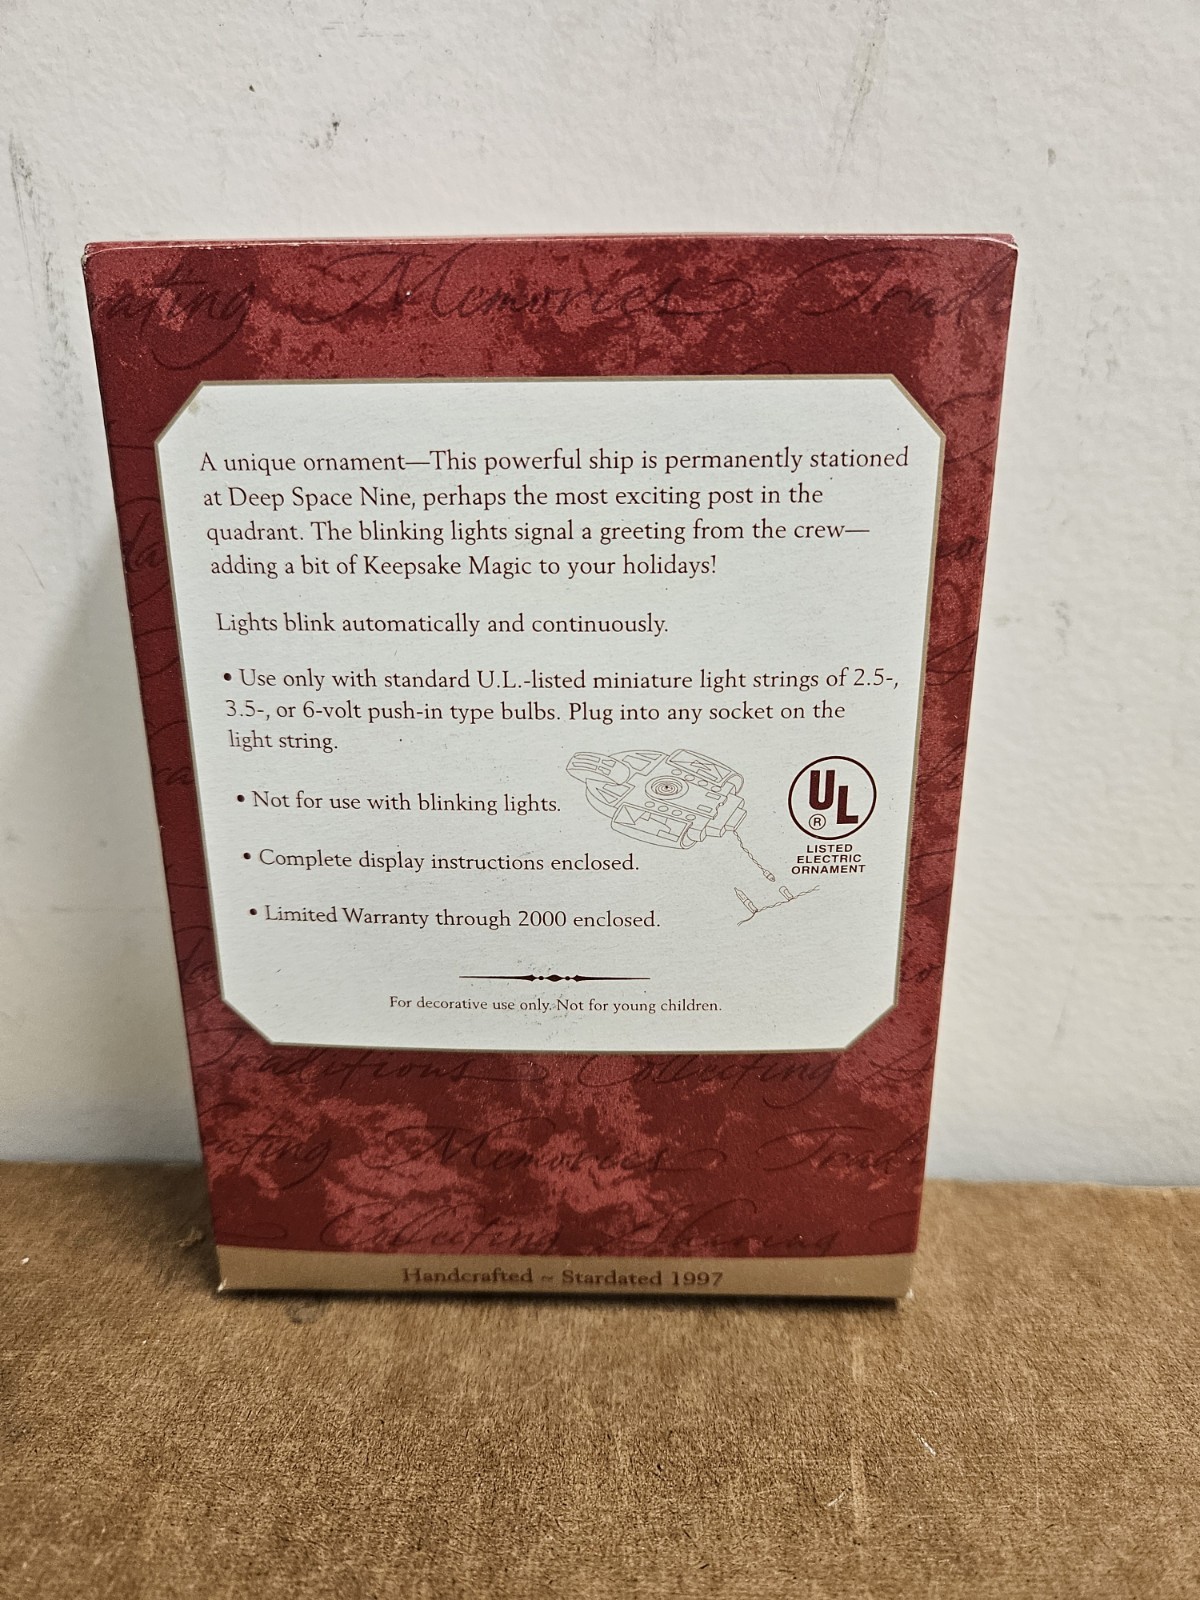 ating Memories Tradi
A unique ornament—This powerful ship is permanently stationed
at Deep Space Nine, perhaps the most exciting post in the
quadrant. The blinking lights signal a greeting from the crew—
adding a bit of Keepsake Magic to your holidays!
Lights blink automatically and continuously.
• Use only with standard U.L.-listed miniature light strings of 2.5-,
3.5-, or 6-volt push-in type bulbs. Plug into any socket on the
light string.
• Not for use with blinking lights.
UL
®
LISTED
ELECTRIC
ORNAMENT
• Complete display instructions enclosed.
• Limited Warranty through 2000 enclosed.
For decorative use only. Not for young children.
Traditions Collecting
ating Memories Trad
Collecting Sharing
Handcrafted ~ Stardated 1997